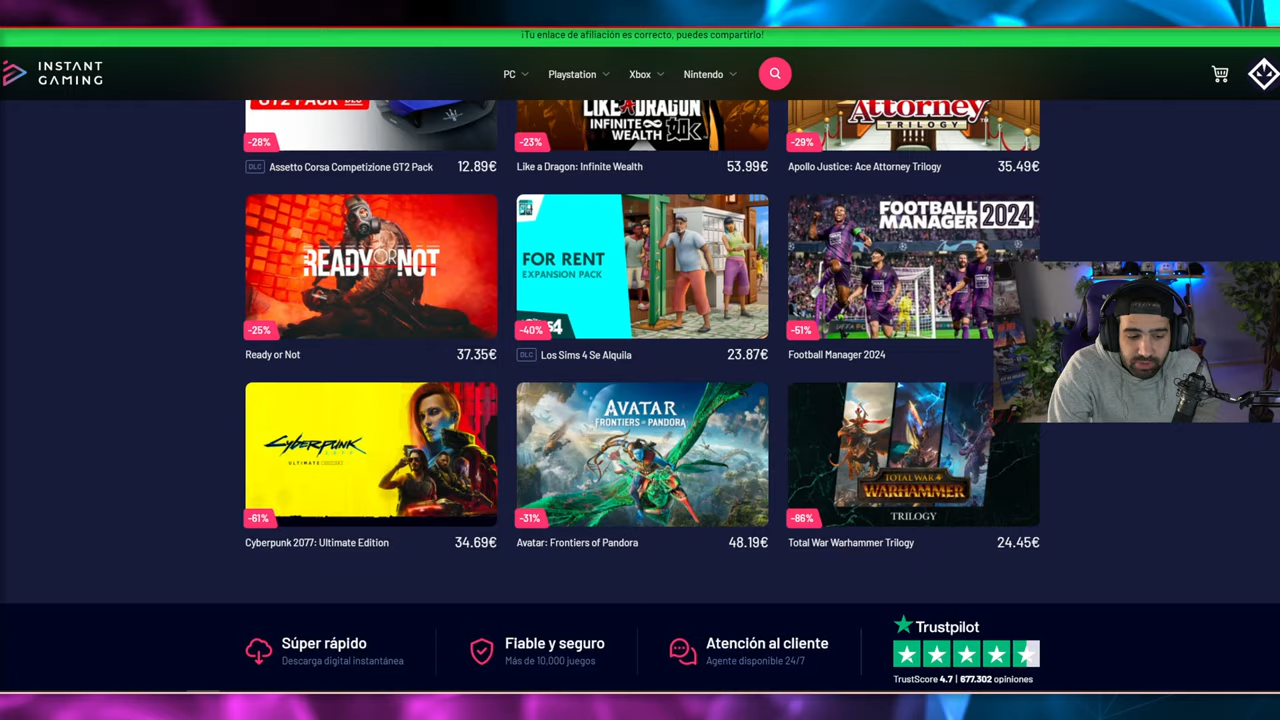 ¡Tu enlace de afiliación es correcto, puedes compartirlo!
INSTANT
GAMING
PC Playstation Xbox Nintendo
GT2 PACK DLC
LIKE A DRAGON
INFINITE
WEALTH
Attorney
TRILOGY
-28% -23% -29%
DLC Assetto Corsa Competizione GT2 Pack 12.89€
Like a Dragon: Infinite Wealth 53.99€
Apollo Justice: Ace Attorney Trilogy 35.49€
READY OR NOT
FOR RENT
EXPANSION PACK
FOOTBALL
MANAGER 2024
-25% -40% -51%
Ready or Not 37.35€
DLC Los Sims 4 Se Alquila 23.87€
Football Manager 2024
CYBERPUNK
ULTIMATE
AVATAR
FRONTIERS OF PANDORA
TOTAL WAR
WARHAMMER
TRILOGY
-61% -31% -86%
Cyberpunk 2077: Ultimate Edition 34.69€
Avatar: Frontiers of Pandora 48.19€
Total War Warhammer Trilogy 24.45€
Súper rápido
Descarga digital instantánea
Fiable y seguro
Más de 10,000 juegos
Atención al cliente
Agente disponible 24/7
Trustpilot
TrustScore 4.7 | 677.302 opiniones